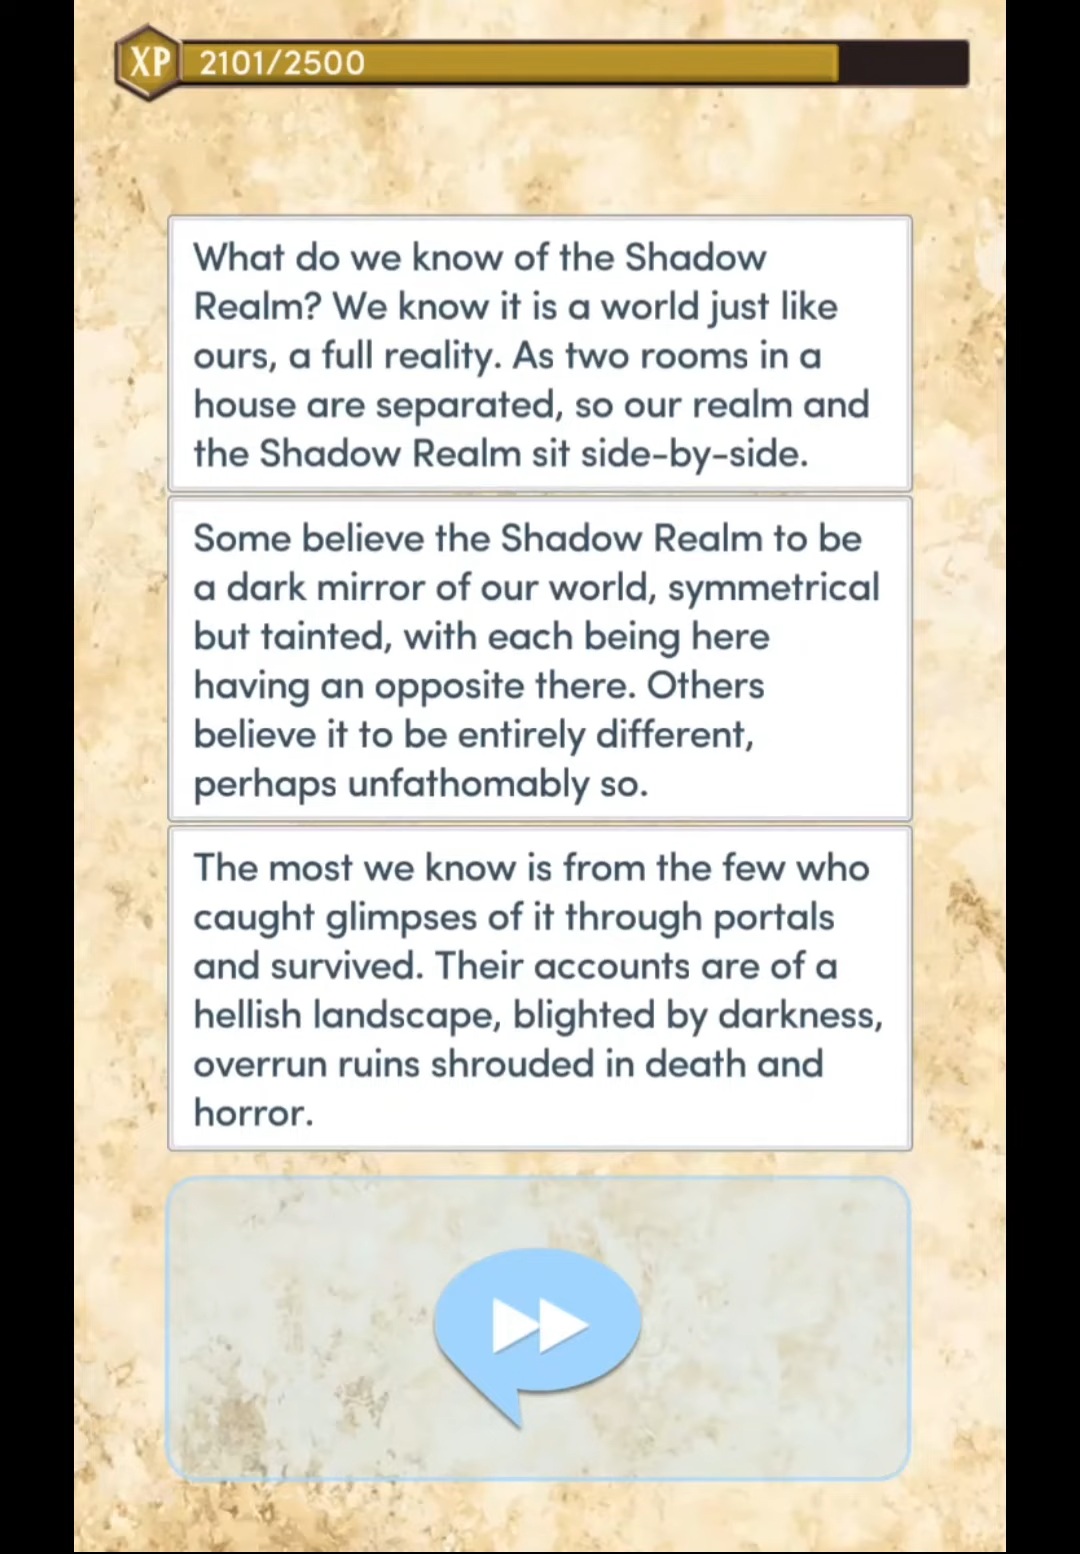 XP 2101/2500
What do we know of the Shadow
Realm? We know it is a world just like
ours, a full reality. As two rooms in a
house are separated, so our realm and
the Shadow Realm sit side-by-side.
Some believe the Shadow Realm to be
a dark mirror of our world, symmetrical
but tainted, with each being here
having an opposite there. Others
believe it to be entirely different,
perhaps unfathomably so.
The most we know is from the few who
caught glimpses of it through portals
and survived. Their accounts are of a
hellish landscape, blighted by darkness,
overrun ruins shrouded in death and
horror.